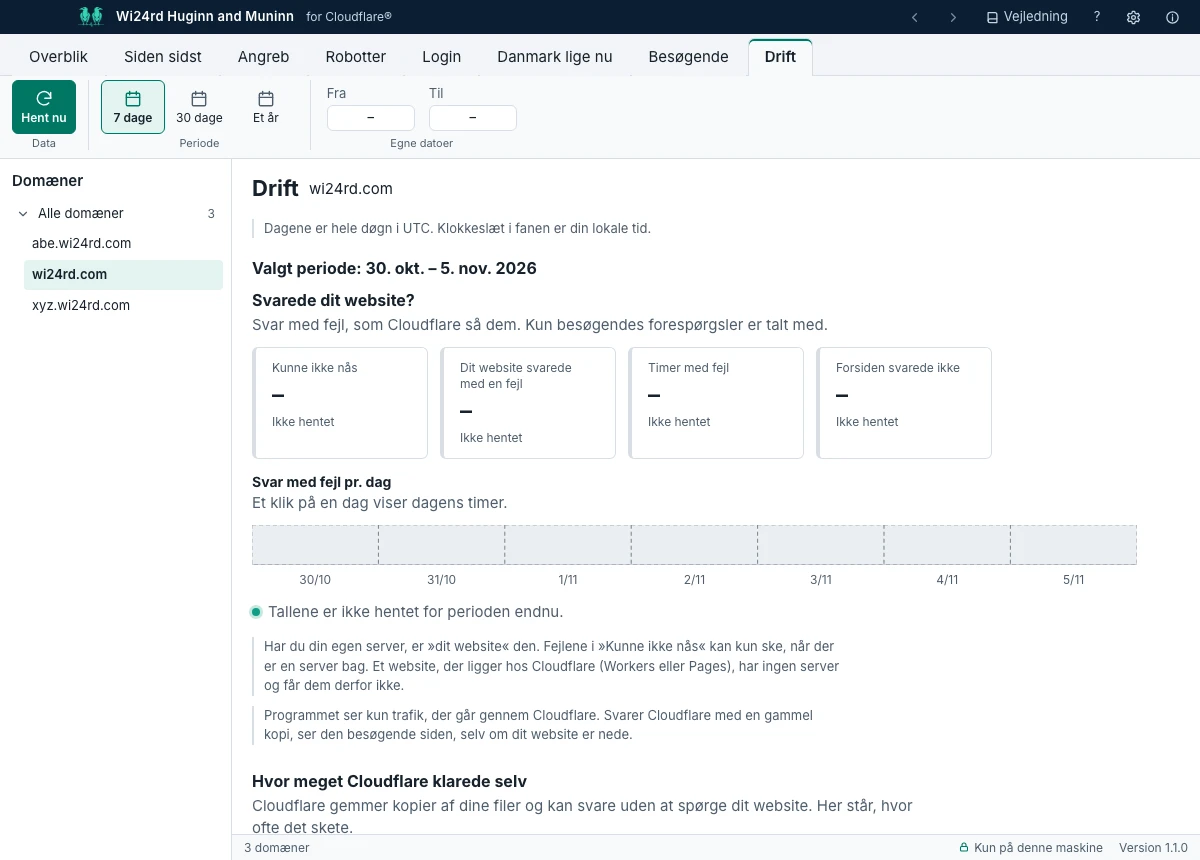 Wi24rd Huginn and Muninn for Cloudflare®
Vejledning ?
Overblik Siden sidst Angreb Robotter Login Danmark lige nu Besøgende Drift
Hent nu
Data
7 dage 30 dage Et år
Periode
Fra Til
– –
Egne datoer
Domæner
Alle domæner 3
abe.wi24rd.com
wi24rd.com
xyz.wi24rd.com
Drift wi24rd.com
Dagene er hele døgn i UTC. Klokkeslæt i fanen er din lokale tid.
Valgt periode: 30. okt. – 5. nov. 2026
Svarede dit website?
Svar med fejl, som Cloudflare så dem. Kun besøgendes forespørgsler er talt med.
Kunne ikke nås
–
Ikke hentet
Dit website svarede
med en fejl
–
Ikke hentet
Timer med fejl
–
Ikke hentet
Forsiden svarede ikke
–
Ikke hentet
Svar med fejl pr. dag
Et klik på en dag viser dagens timer.
30/10 31/10 1/11 2/11 3/11 4/11 5/11
Tallene er ikke hentet for perioden endnu.
Har du din egen server, er »dit website« den. Fejlene i »Kunne ikke nås« kan kun ske, når der
er en server bag. Et website, der ligger hos Cloudflare (Workers eller Pages), har ingen server
og får dem derfor ikke.
Programmet ser kun trafik, der går gennem Cloudflare. Svarer Cloudflare med en gammel
kopi, ser den besøgende siden, selv om dit website er nede.
Hvor meget Cloudflare klarede selv
Cloudflare gemmer kopier af dine filer og kan svare uden at spørge dit website. Her står, hvor
ofte det skete.
3 domæner Kun på denne maskine Version 1.1.0